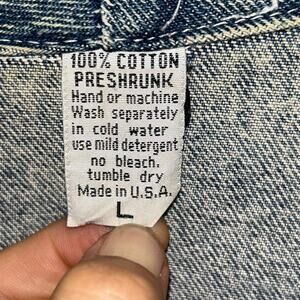 100% COTTON
PRESHRUNK
Hand or machine
Wash separately
in cold water
use mild detergent
no bleach.
tumble dry
Made in U.S.A.
L